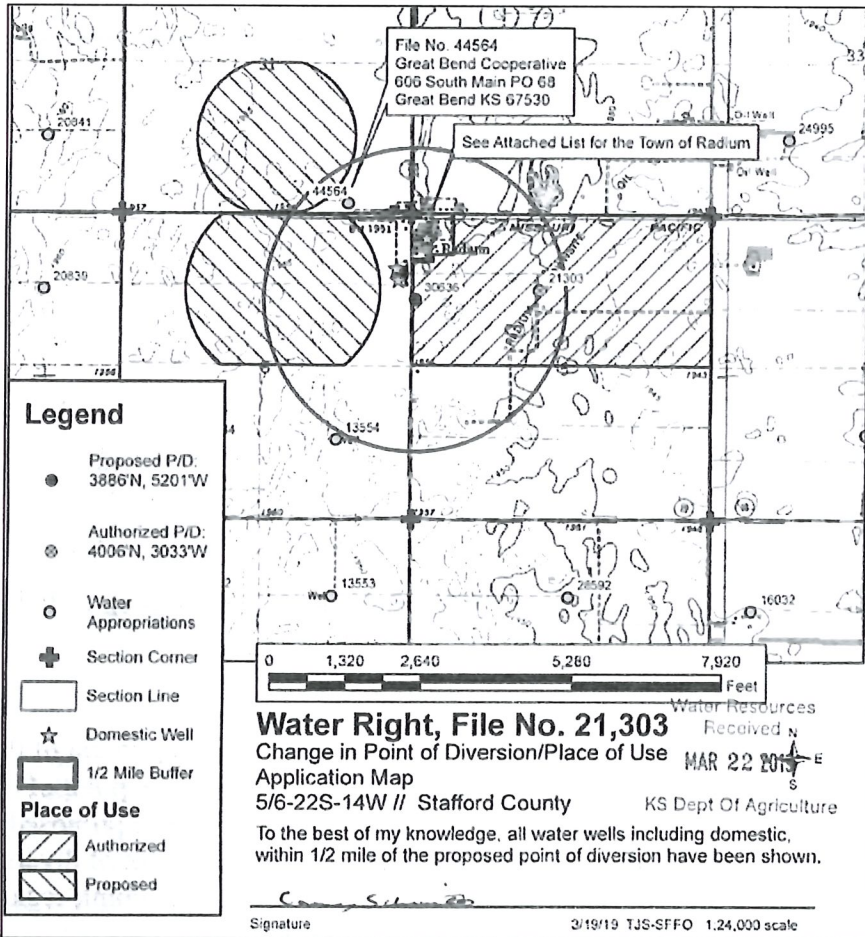 File No. 44564
Great Bend Cooperative
606 South Main PO 68
Great Bend KS 67530
See Attached List for the Town of Radium
31
33
20841
24995
Oil Well
Oil Well
44564
MISSOURI PACIFIC
Radium
20839
30636
21303
RADIUM
OIL
13554
Well 13553
28592
16032
Legend
Proposed P/D:
3886'N, 5201'W
Authorized P/D:
4006'N, 3033'W
Water
Appropriations
Section Corner
Section Line
Domestic Well
1/2 Mile Buffer
Place of Use
Authorized
Proposed
0 1,320 2,640 5,280 7,920
Feet
Water Resources
Received
MAR 22 2019
KS Dept Of Agriculture
N
E
S
Water Right, File No. 21,303
Change in Point of Diversion/Place of Use
Application Map
5/6-22S-14W // Stafford County
To the best of my knowledge, all water wells including domestic,
within 1/2 mile of the proposed point of diversion have been shown.
Signature
3/19/19 TJS-SFFO 1:24,000 scale